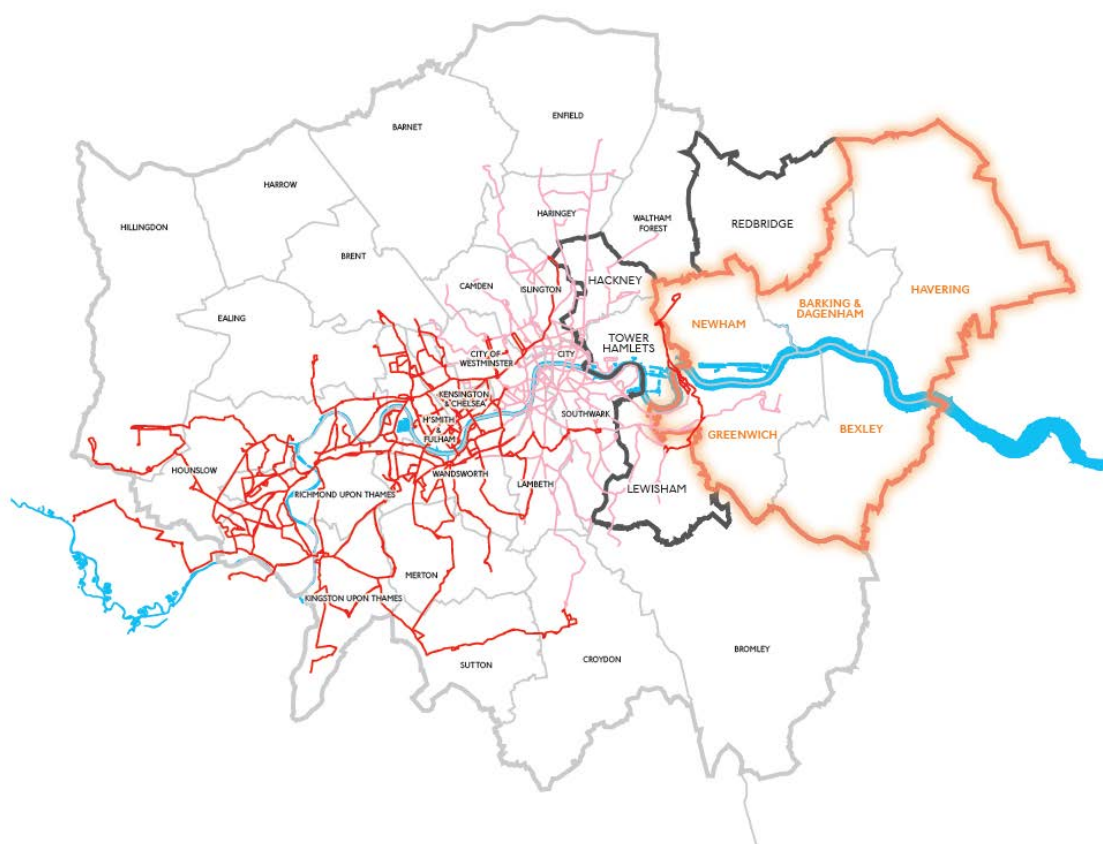 ENFIELD
BARNET
HARROW
HARINGEY
WALTHAM
FOREST
REDBRIDGE
HILLINGDON
BRENT
HACKNEY
CAMDEN
ISLINGTON
HAVERING
BARKING &
DAGENHAM
EALING
NEWHAM
TOWER
HAMLETS
CITY OF
WESTMINSTER
CITY
KENSINGTON
& CHELSEA
H'SMITH
&
FULHAM
SOUTHWARK
GREENWICH
BEXLEY
HOUNSLOW
WANDSWORTH
LAMBETH
LEWISHAM
RICHMOND UPON THAMES
MERTON
KINGSTON UPON THAMES
SUTTON
CROYDON
BROMLEY